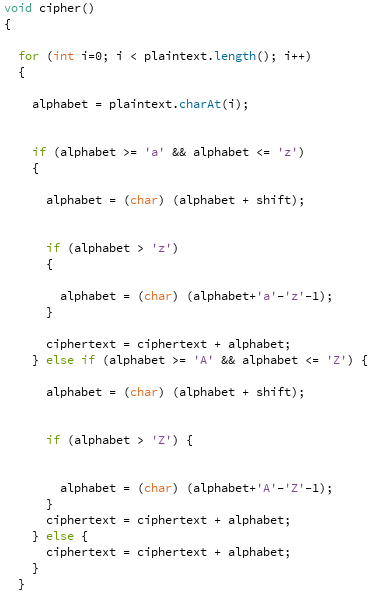 void cipher()
{
for (int i=0; i < plaintext.length(); i++)
{
alphabet = plaintext.charAt(i);
if (alphabet >= 'a' && alphabet <= 'z')
{
alphabet = (char) (alphabet + shift);
if (alphabet > 'z')
{
alphabet = (char) (alphabet+'a'-'z'-1);
}
ciphertext = ciphertext + alphabet;
} else if (alphabet >= 'A' && alphabet <= 'Z') {
alphabet = (char) (alphabet + shift);
if (alphabet > 'Z') {
alphabet = (char) (alphabet+'A'-'Z'-1);
}
ciphertext = ciphertext + alphabet;
} else {
ciphertext = ciphertext + alphabet;
}
}